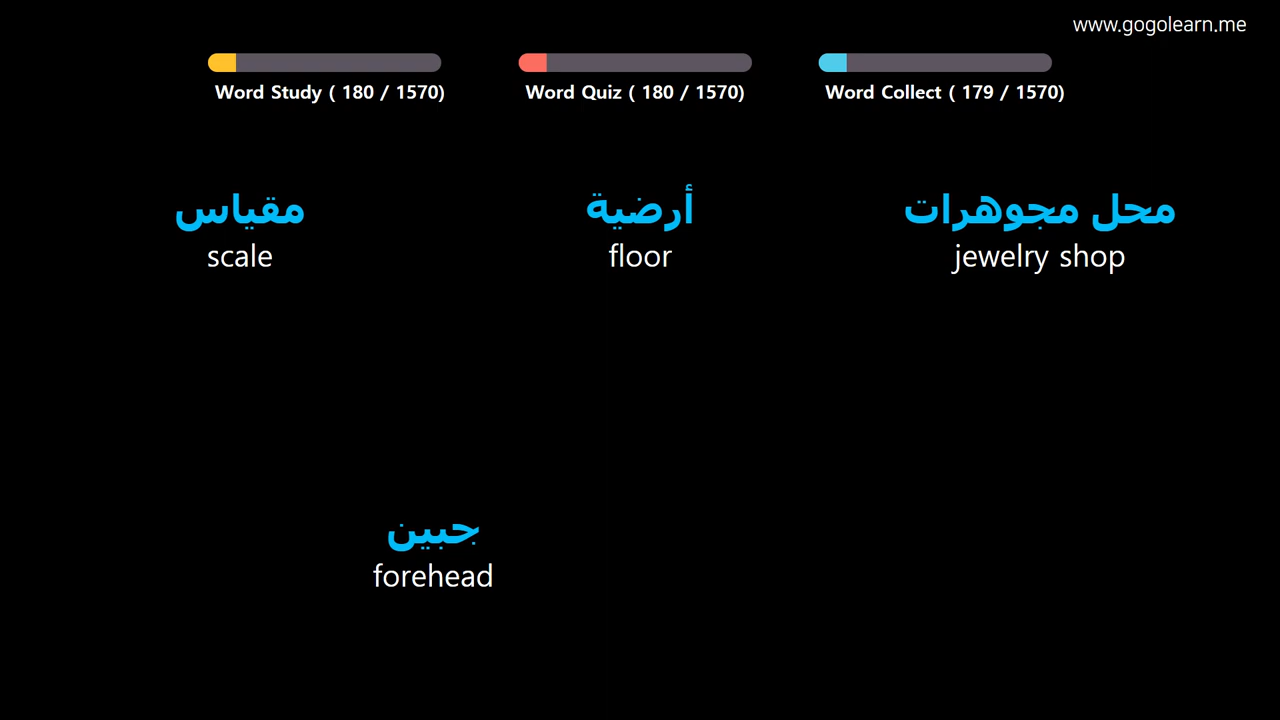 www.gogolearn.me
Word Study ( 180 / 1570)
Word Quiz ( 180 / 1570)
Word Collect ( 179 / 1570)
مقياس
scale
أرضية
floor
محل مجوهرات
jewelry shop
جبين
forehead